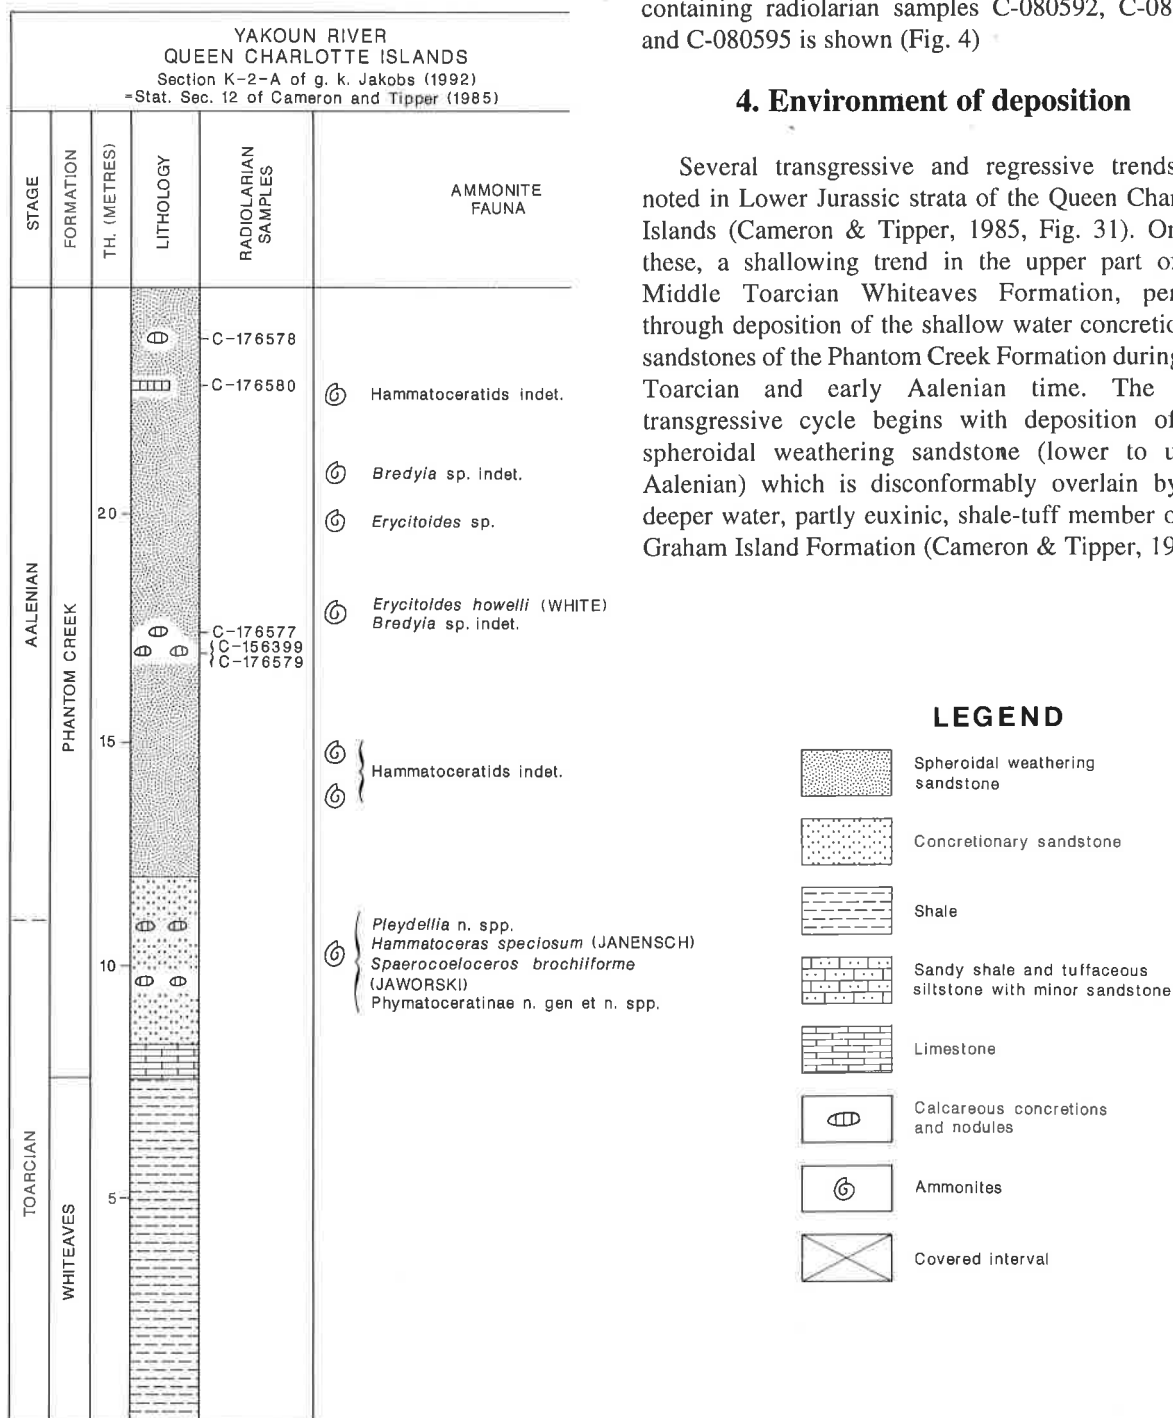 YAKOUN RIVER
QUEEN CHARLOTTE ISLANDS
Section K-2-A of g. k. Jakobs (1992)
=Stat. Sec. 12 of Cameron and Tipper (1985)
STAGE
FORMATION
TH. (METRES)
LITHOLOGY
RADIOLARIAN
SAMPLES
AMMONITE
FAUNA
AALENIAN
TOARCIAN
PHANTOM CREEK
WHITEAVES
20
15
10
5
C-176578
C-176580
C-176577
C-156399
C-176579
Hammatoceratids indet.
Bredyia sp. indet.
Erycitoides sp.
Erycitoides howelli (WHITE)
Bredyia sp. indet.
Hammatoceratids indet.
Pleydellia n. spp.
Hammatoceras speciosum (JANENSCH)
Spaerocoeloceros brochiiforme
(JAWORSKI)
Phymatoceratinae n. gen et n. spp.
containing radiolarian samples C-080592, C-08
and C-080595 is shown (Fig. 4)
4. Environment of deposition
Several transgressive and regressive trends
noted in Lower Jurassic strata of the Queen Char
Islands (Cameron & Tipper, 1985, Fig. 31). On
these, a shallowing trend in the upper part o
Middle Toarcian Whiteaves Formation, per
through deposition of the shallow water concretio
sandstones of the Phantom Creek Formation during
Toarcian and early Aalenian time. The
transgressive cycle begins with deposition of
spheroidal weathering sandstone (lower to u
Aalenian) which is disconformably overlain by
deeper water, partly euxinic, shale-tuff member o
Graham Island Formation (Cameron & Tipper, 19
LEGEND
Spheroidal weathering
sandstone
Concretionary sandstone
Shale
Sandy shale and tuffaceous
siltstone with minor sandstone
Limestone
Calcareous concretions
and nodules
Ammonites
Covered interval